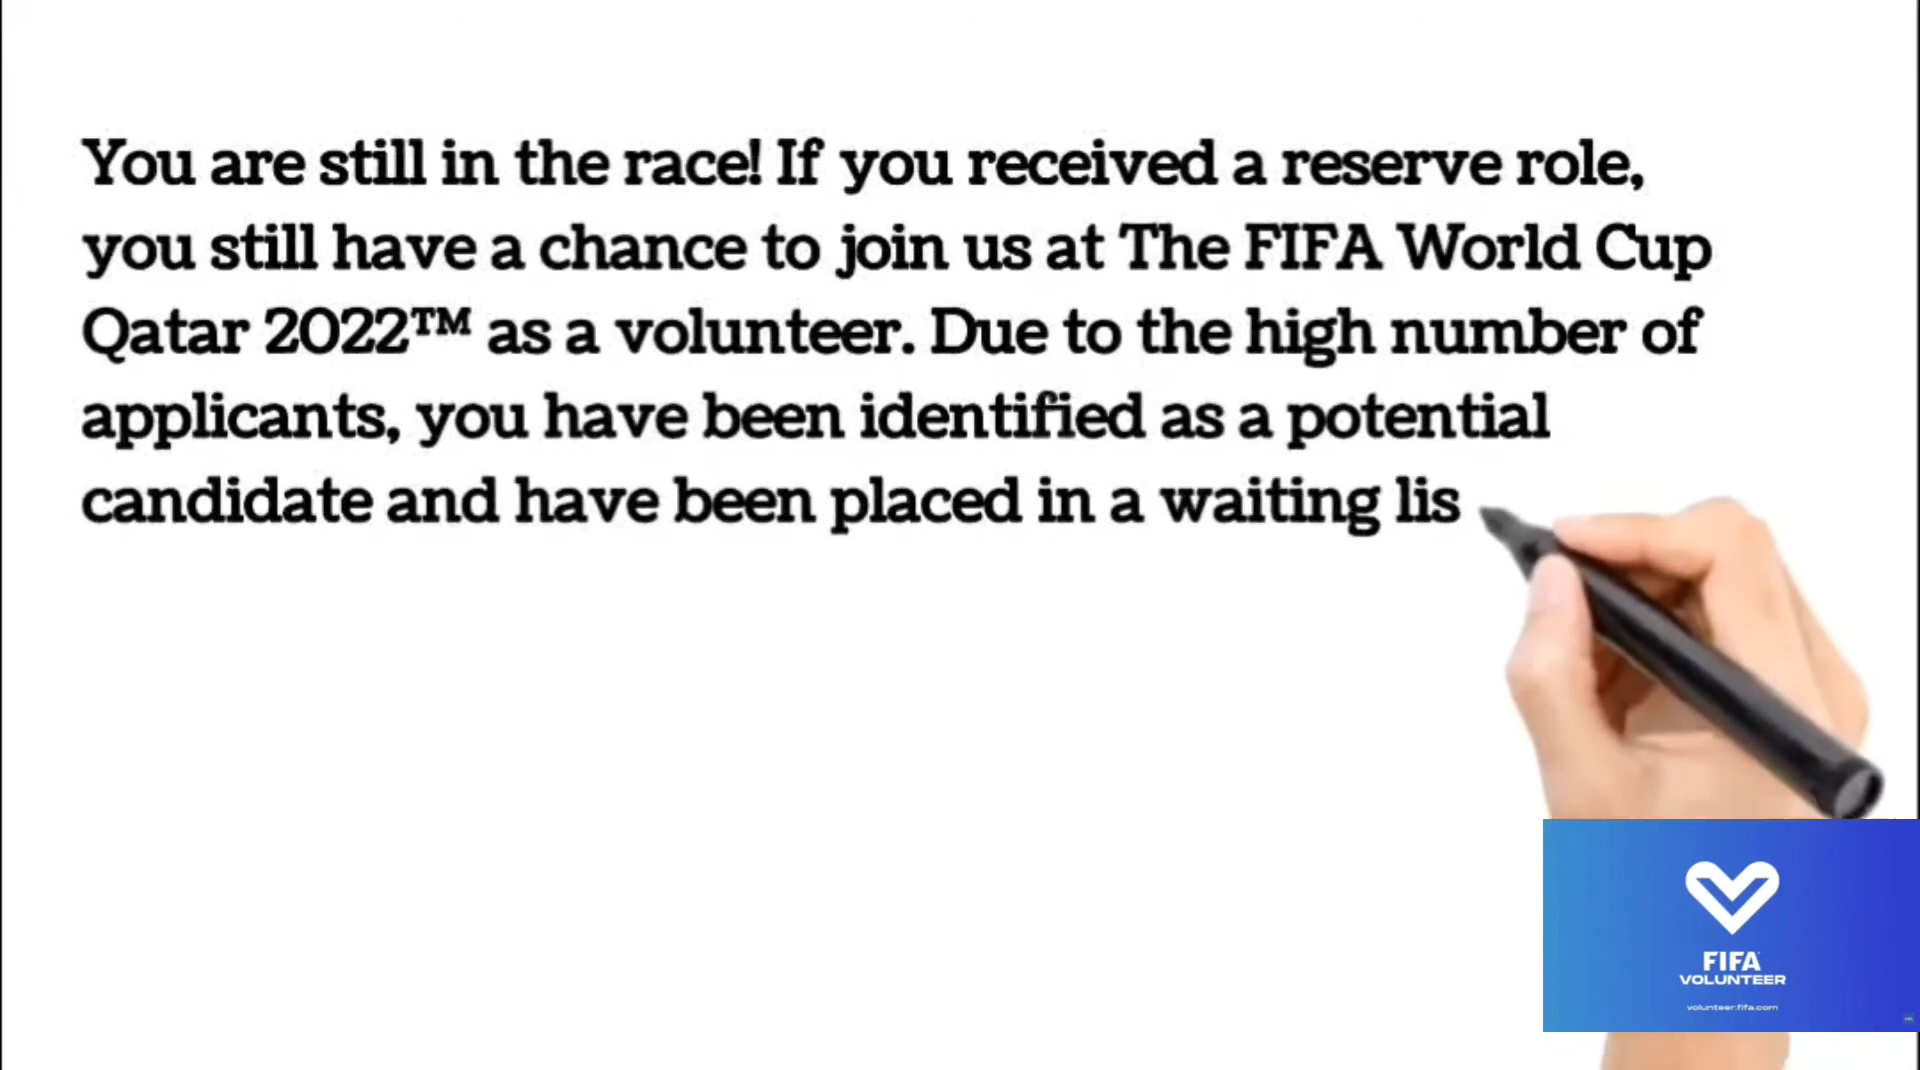 You are still in the race! If you received a reserve role,
you still have a chance to join us at The FIFA World Cup
Qatar 2022™ as a volunteer. Due to the high number of
applicants, you have been identified as a potential
candidate and have been placed in a waiting lis
FIFA
VOLUNTEER
volunteer.fifa.com